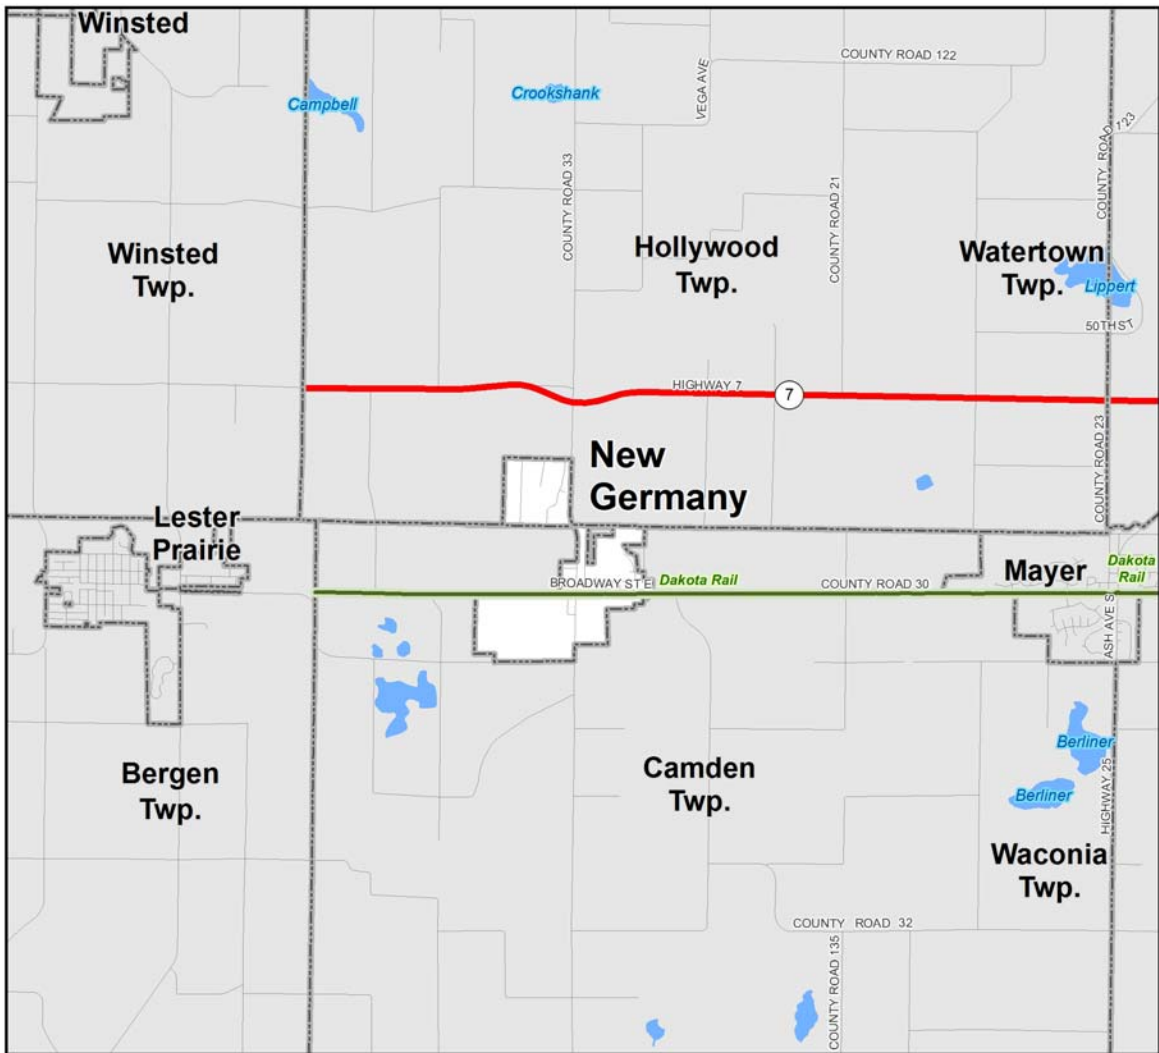 Winsted
COUNTY ROAD 122
VEGA AVE
Campbell
Crookshank
COUNTY ROAD 123
COUNTY ROAD 33
COUNTY ROAD 21
Winsted
Twp.
Hollywood
Twp.
Watertown
Twp.
Lippert
50TH ST
HIGHWAY 7
7
New
Germany
COUNTY ROAD 23
Lester
Prairie
BROADWAY ST E
Dakota Rail
COUNTY ROAD 30
Mayer
Dakota
Rail
ASH AVE S
Berliner
Berliner
HIGHWAY 25
Bergen
Twp.
Camden
Twp.
Waconia
Twp.
COUNTY ROAD 32
COUNTY ROAD 135